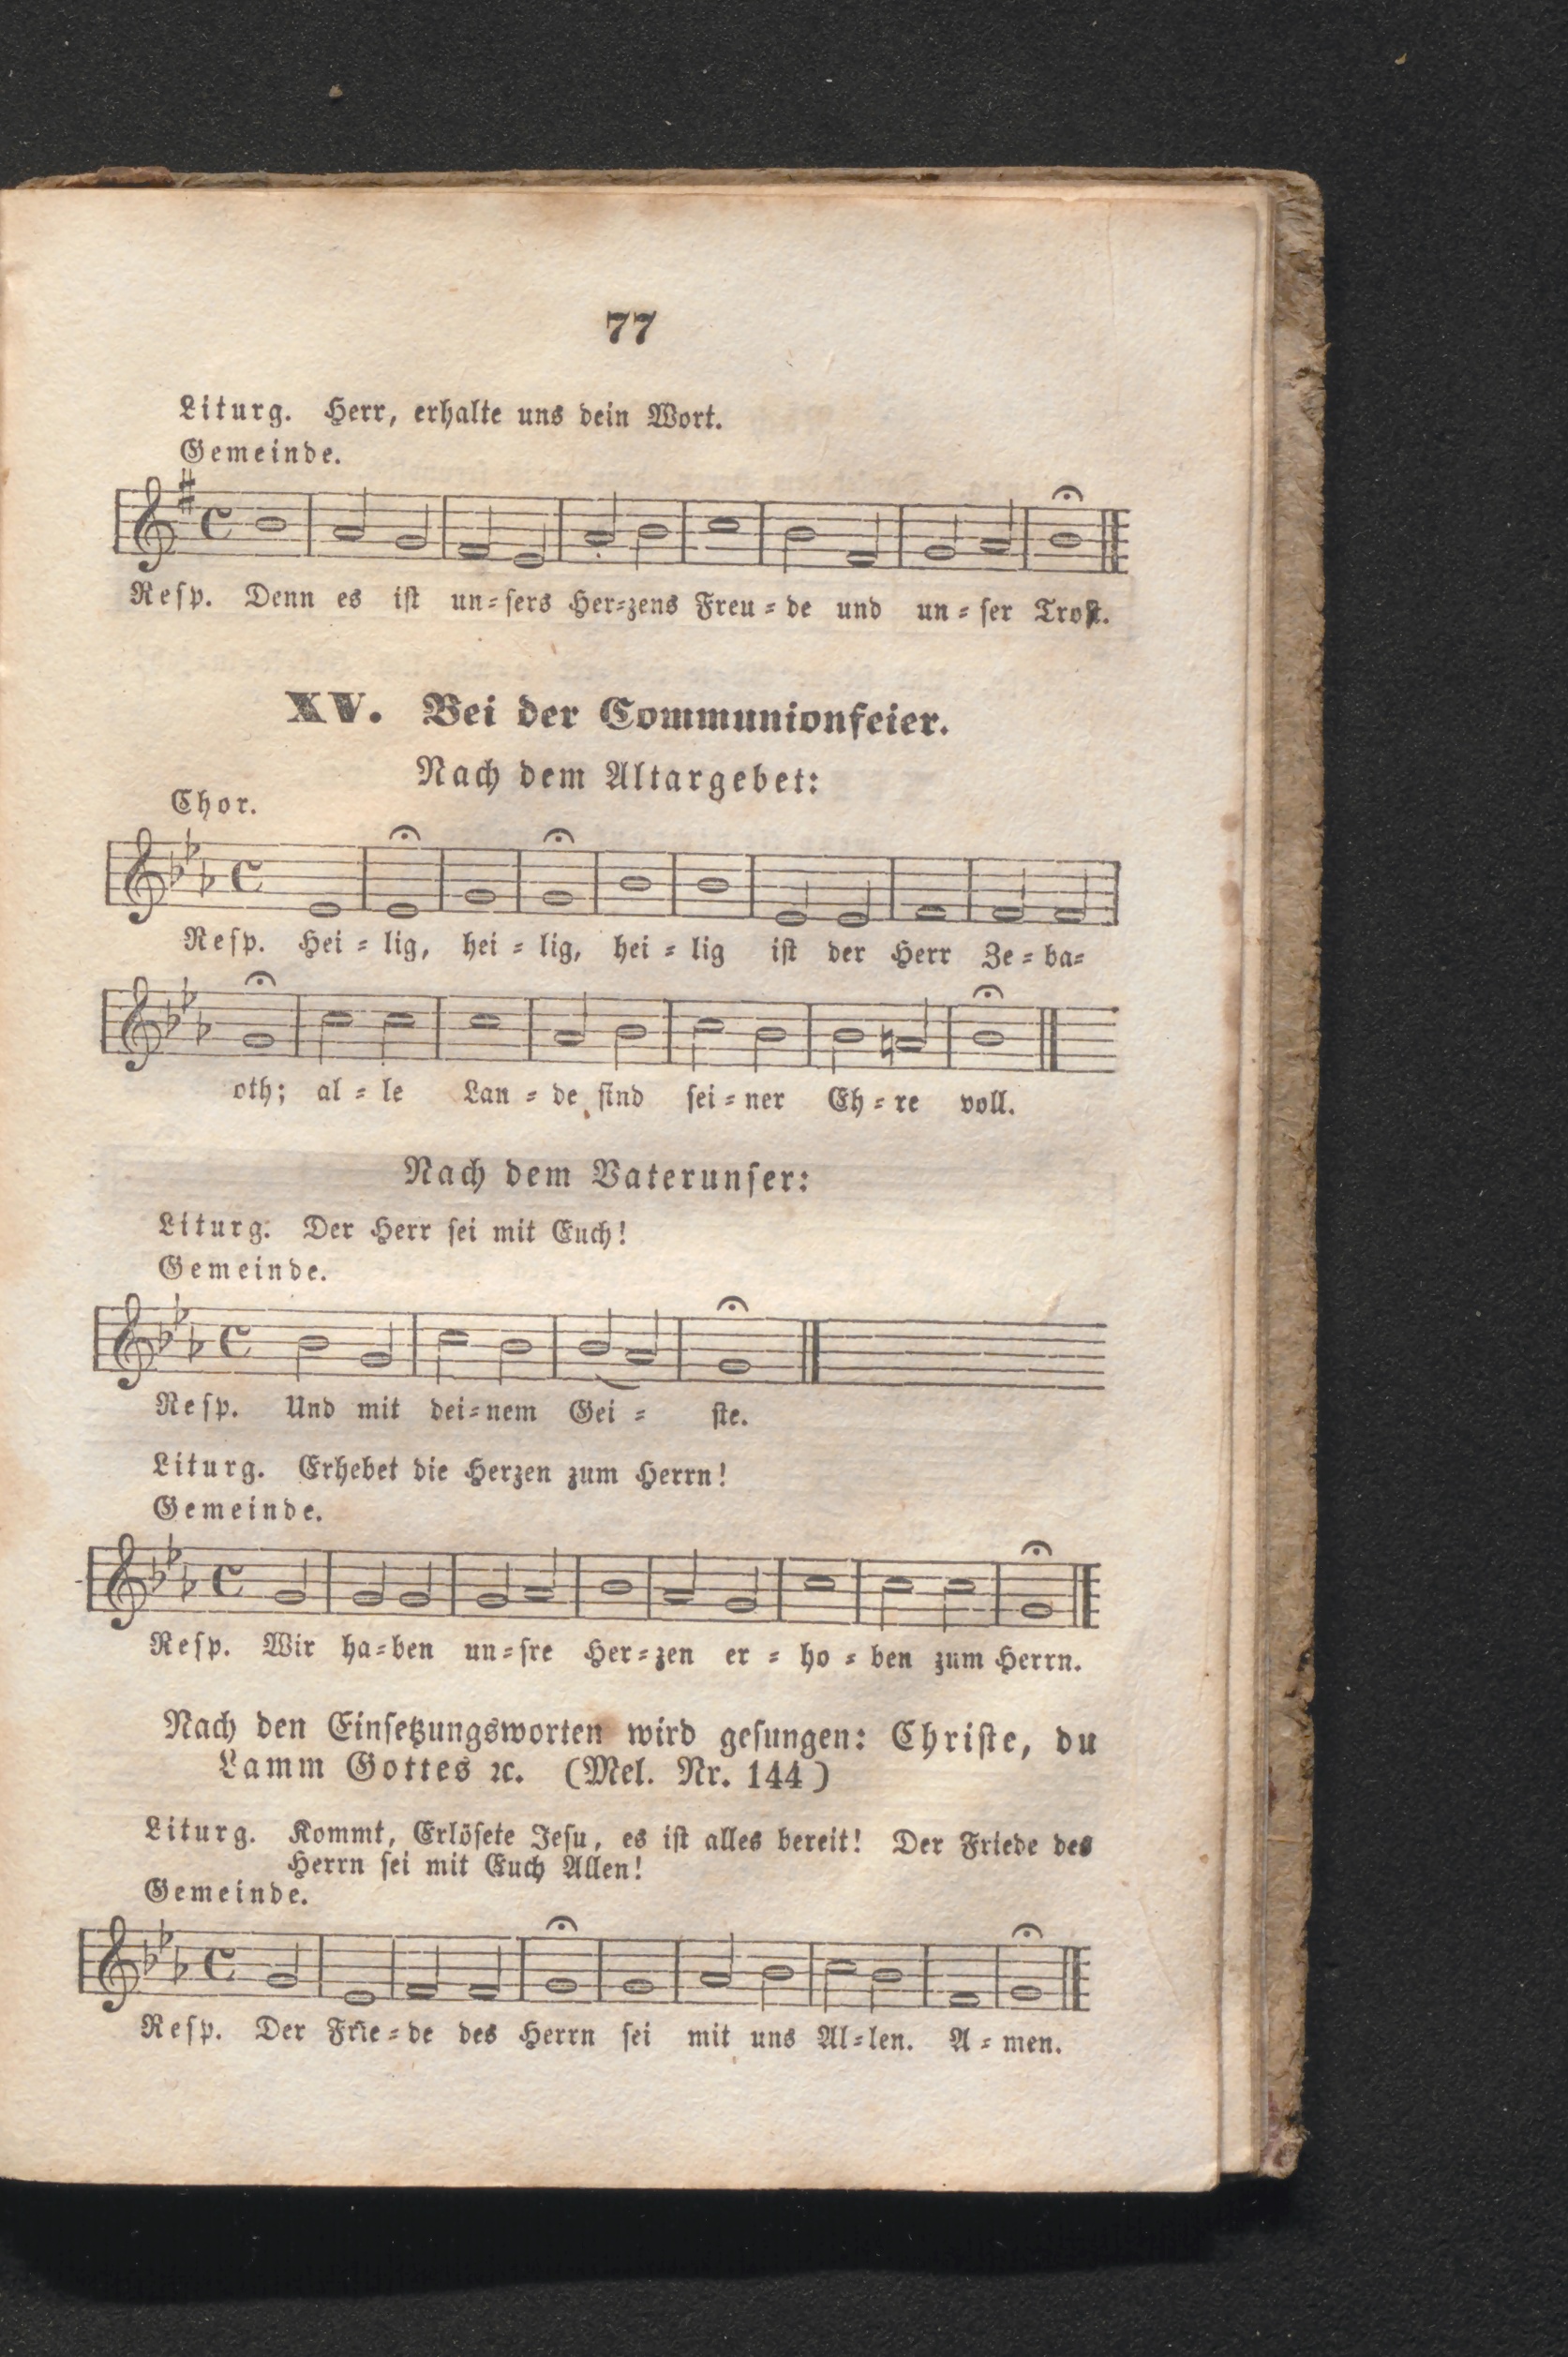 77
Liturg. Herr, erhalte uns dein Wort.
Gemeinde.
Reſp. Denn es iſt un=ſers Her=zens Freu=de und un=ſer Troſt.
XV. Bei der Communionfeier.
Nach dem Altargebet:
Chor.
Reſp. Hei=lig, hei=lig, hei=lig iſt der Herr Ze=ba=
oth; al=le Lan=de ſind ſei=ner Eh=re voll.
Nach dem Vaterunſer:
Liturg. Der Herr ſei mit Euch!
Gemeinde.
Reſp. Und mit dei=nem Gei= ſte.
Liturg. Erhebet die Herzen zum Herrn!
Gemeinde.
Reſp. Wir ha=ben un=ſre Her=zen er=ho=ben zum Herrn.
Nach den Einſetzungsworten wird geſungen: Chriſte, du
Lamm Gottes ꝛc. (Mel. Nr. 144)
Liturg. Kommt, Erlöſete Jeſu, es iſt alles bereit! Der Friede des
Herrn ſei mit Euch Allen!
Gemeinde.
Reſp. Der Frie=de des Herrn ſei mit uns Al=len. A=men.